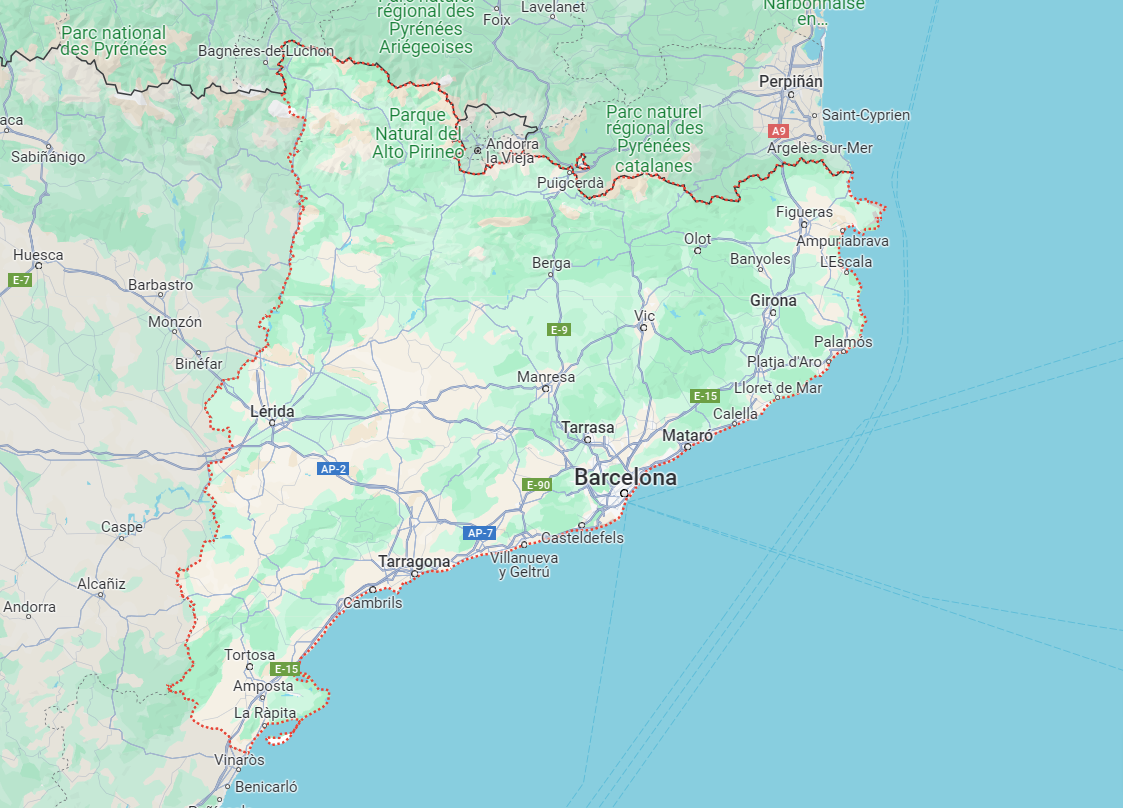 Parc naturel
régional des
Pyrénées
Ariégeoises
Foix
Lavelanet
Narbonnaise
en...
Parc national
des Pyrénées
Bagnères-de-Luchon
Perpiñán
Saint-Cyprien
A9
Argelès-sur-Mer
Parque
Natural del
Alto Pirineo
Parc naturel
régional des
Pyrénées
catalanes
aca
Sabiñánigo
Andorra
la Vieja
Puigcerdà
Figueras
Ampuriabrava
L'Escala
Olot
Banyoles
Huesca
E-7
Barbastro
Berga
Girona
Monzón
Vic
E-9
Binéfar
Palamós
Platja d'Aro
Manresa
Lloret de Mar
E-15
Calella
Lérida
Tarrasa
Mataró
AP-2
Barcelona
E-90
Caspe
AP-7
Casteldefels
Villanueva
y Geltrú
Tarragona
Alcañiz
Cambrils
Andorra
Tortosa
E-15
Amposta
La Ràpita
Vinaròs
Benicarló